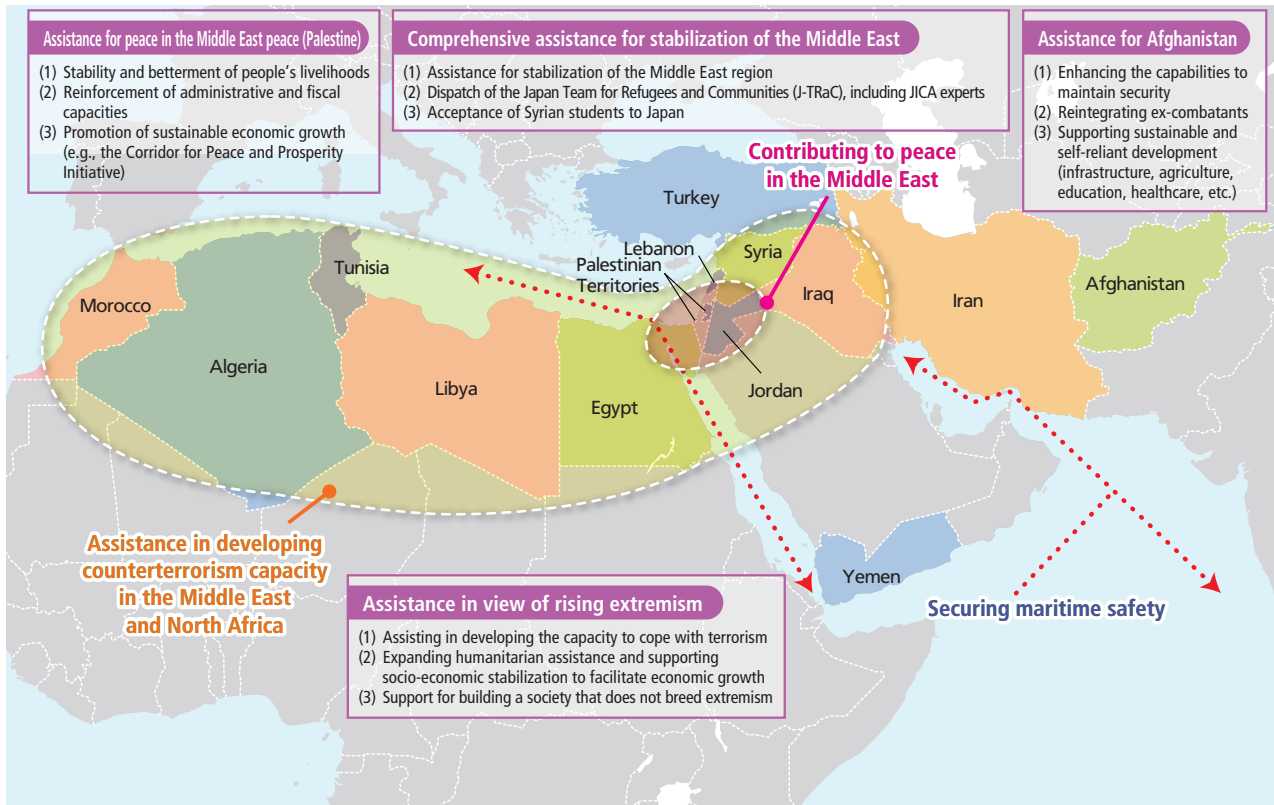 Assistance for peace in the Middle East peace (Palestine)
(1) Stability and betterment of people's livelihoods
(2) Reinforcement of administrative and fiscal
capacities
(3) Promotion of sustainable economic growth
(e.g., the Corridor for Peace and Prosperity
Initiative)
Comprehensive assistance for stabilization of the Middle East
(1) Assistance for stabilization of the Middle East region
(2) Dispatch of the Japan Team for Refugees and Communities (J-TRaC), including JICA experts
(3) Acceptance of Syrian students to Japan
Assistance for Afghanistan
(1) Enhancing the capabilities to
maintain security
(2) Reintegrating ex-combatants
(3) Supporting sustainable and
self-reliant development
(infrastructure, agriculture,
education, healthcare, etc.)
Contributing to peace
in the Middle East
Turkey
Lebanon
Palestinian
Territories
Syria
Tunisia
Morocco
Iraq
Iran
Afghanistan
Algeria
Libya
Egypt
Jordan
Assistance in developing
counterterrorism capacity
in the Middle East
and North Africa
Yemen
Securing maritime safety
Assistance in view of rising extremism
(1) Assisting in developing the capacity to cope with terrorism
(2) Expanding humanitarian assistance and supporting
socio-economic stabilization to facilitate economic growth
(3) Support for building a society that does not breed extremism